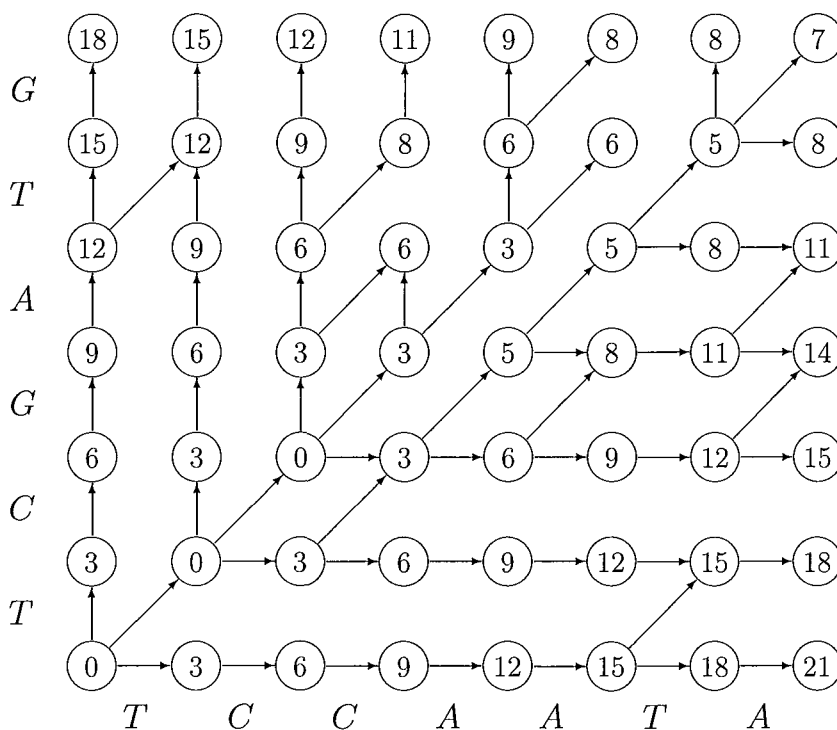 18 15 12 11 9 8 8 7
G
15 12 9 8 6 6 5 8
T
12 9 6 6 3 5 8 11
A
9 6 3 3 5 8 11 14
G
6 3 0 3 6 9 12 15
C
3 0 3 6 9 12 15 18
T
0 3 6 9 12 15 18 21
T C C A A T A